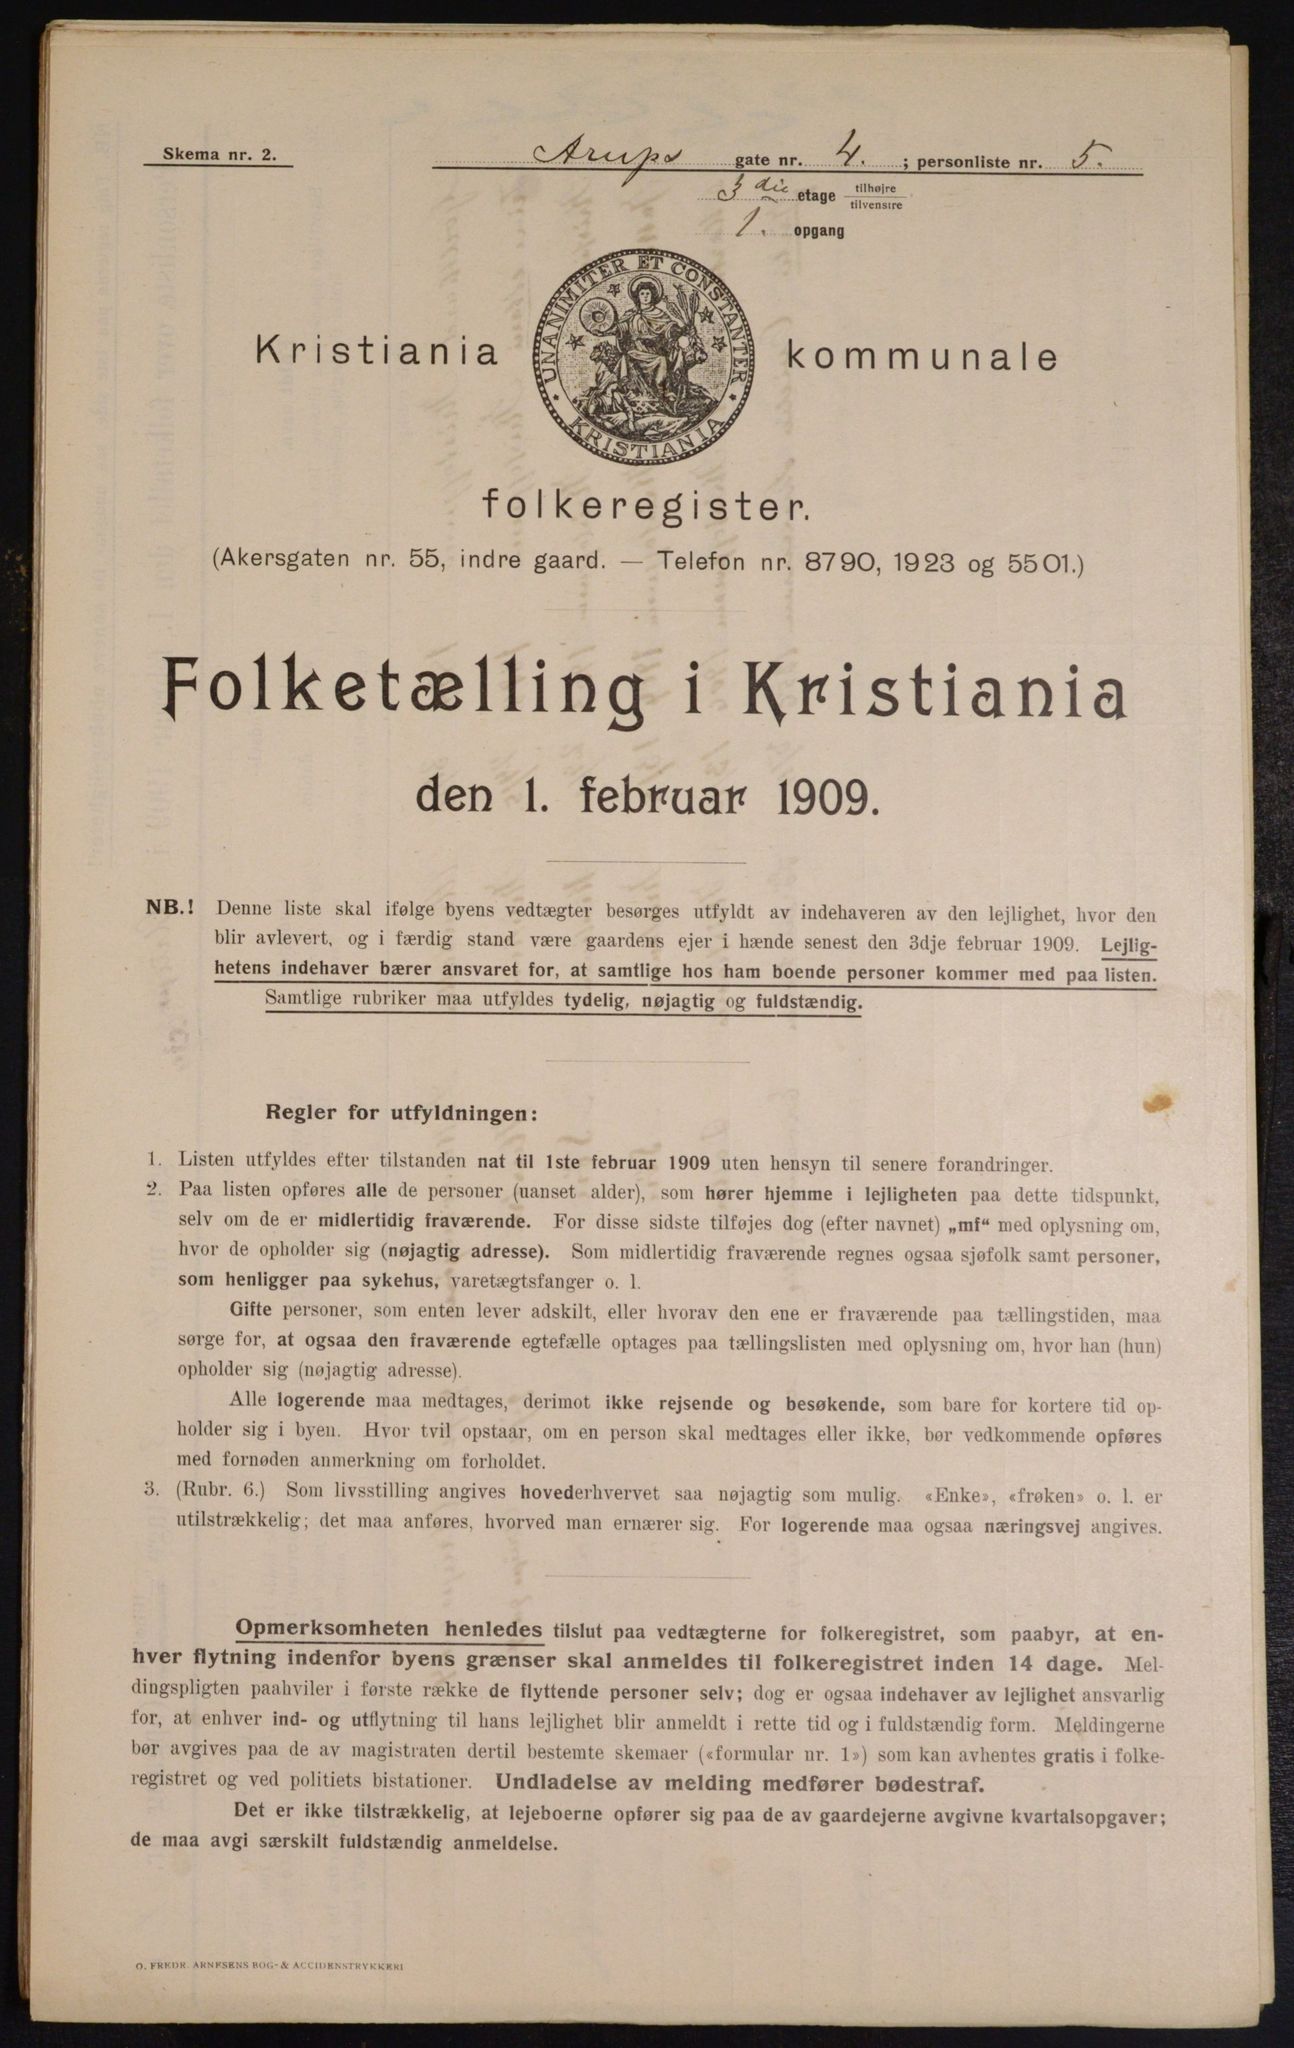 Skema nr. 2.
Arups gate nr. 4. ; personliste nr. 5.
3 die etage tilhøjre
tilvenstre
1. opgang
UNANIMITER ET CONSTANTER
KRISTIANIA
Kristiania kommunale
folkeregister.
(Akersgaten nr. 55, indre gaard. — Telefon nr. 8790, 1923 og 5501.)
Folketælling i Kristiania
den 1. februar 1909.
NB.! Denne liste skal ifølge byens vedtægter besørges utfyldt av indehaveren av den lejlighet, hvor den
blir avlevert, og i færdig stand være gaardens ejer i hænde senest den 3dje februar 1909. Lejlig-
hetens indehaver bærer ansvaret for, at samtlige hos ham boende personer kommer med paa listen.
Samtlige rubriker maa utfyldes tydelig, nøjagtig og fuldstændig.
Regler for utfyldningen:
1. Listen utfyldes efter tilstanden nat til 1ste februar 1909 uten hensyn til senere forandringer.
2. Paa listen opføres alle de personer (uanset alder), som hører hjemme i lejligheten paa dette tidspunkt,
selv om de er midlertidig fraværende. For disse sidste tilføjes dog (efter navnet) „mf“ med oplysning om,
hvor de opholder sig (nøjagtig adresse). Som midlertidig fraværende regnes ogsaa sjøfolk samt personer,
som henligger paa sykehus, varetægtsfanger o. l.
Gifte personer, som enten lever adskilt, eller hvorav den ene er fraværende paa tællingstiden, maa
sørge for, at ogsaa den fraværende egtefælle optages paa tællingslisten med oplysning om, hvor han (hun)
opholder sig (nøjagtig adresse).
Alle logerende maa medtages, derimot ikke rejsende og besøkende, som bare for kortere tid op-
holder sig i byen. Hvor tvil opstaar, om en person skal medtages eller ikke, bør vedkommende opføres
med fornøden anmerkning om forholdet.
3. (Rubr. 6.) Som livsstilling angives hovederhvervet saa nøjagtig som mulig. «Enke», «frøken» o. l. er
utilstrækkelig; det maa anføres, hvorved man ernærer sig. For logerende maa ogsaa næringsvej angives.
Opmerksomheten henledes tilslut paa vedtægterne for folkeregistret, som paabyr, at en-
hver flytning indenfor byens grænser skal anmeldes til folkeregistret inden 14 dage. Mel-
dingspligten paahviler i første række de flyttende personer selv; dog er ogsaa indehaver av lejlighet ansvarlig
for, at enhver ind- og utflytning til hans lejlighet blir anmeldt i rette tid og i fuldstændig form. Meldingerne
bør avgives paa de av magistraten dertil bestemte skemaer («formular nr. 1») som kan avhentes gratis i folke-
registret og ved politiets bistationer. Undladelse av melding medfører bødestraf.
Det er ikke tilstrækkelig, at lejeboerne opfører sig paa de av gaardejerne avgivne kvartalsopgaver;
de maa avgi særskilt fuldstændig anmeldelse.
O. FREDR. ARNESENS BOG- & ACCIDENSTRYKKERI